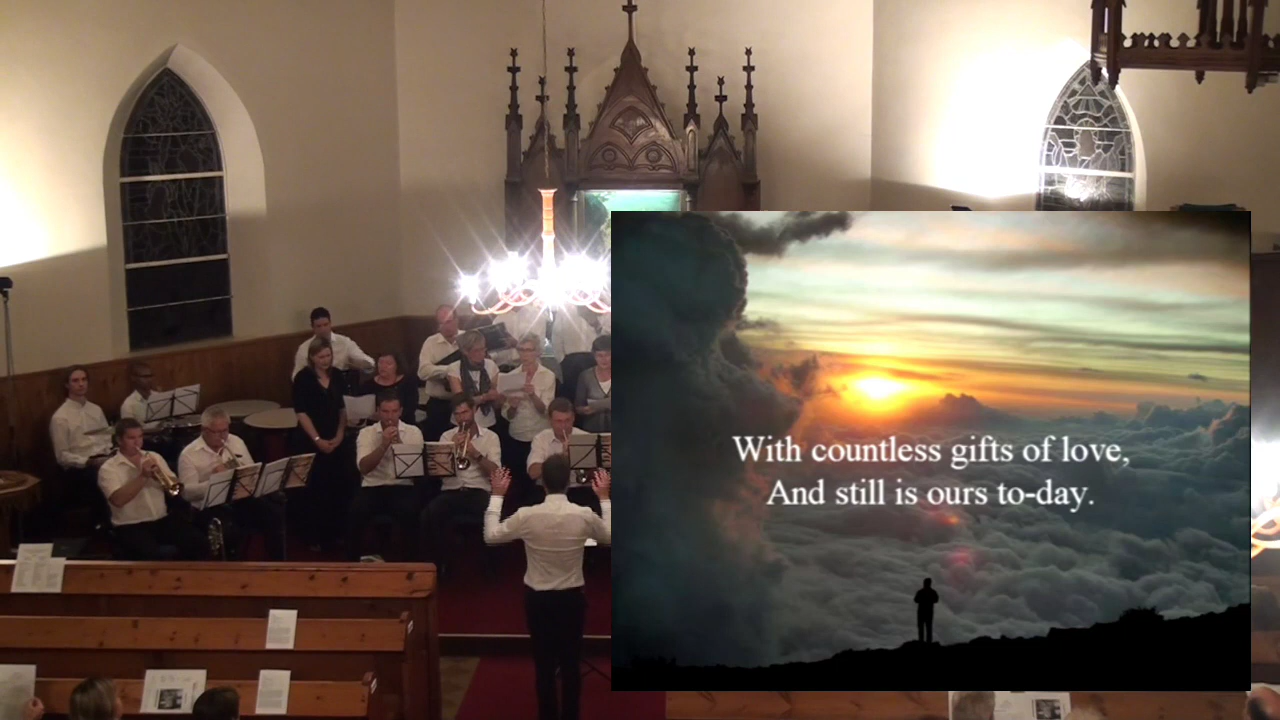 With countless gifts of love,
And still is ours to-day.